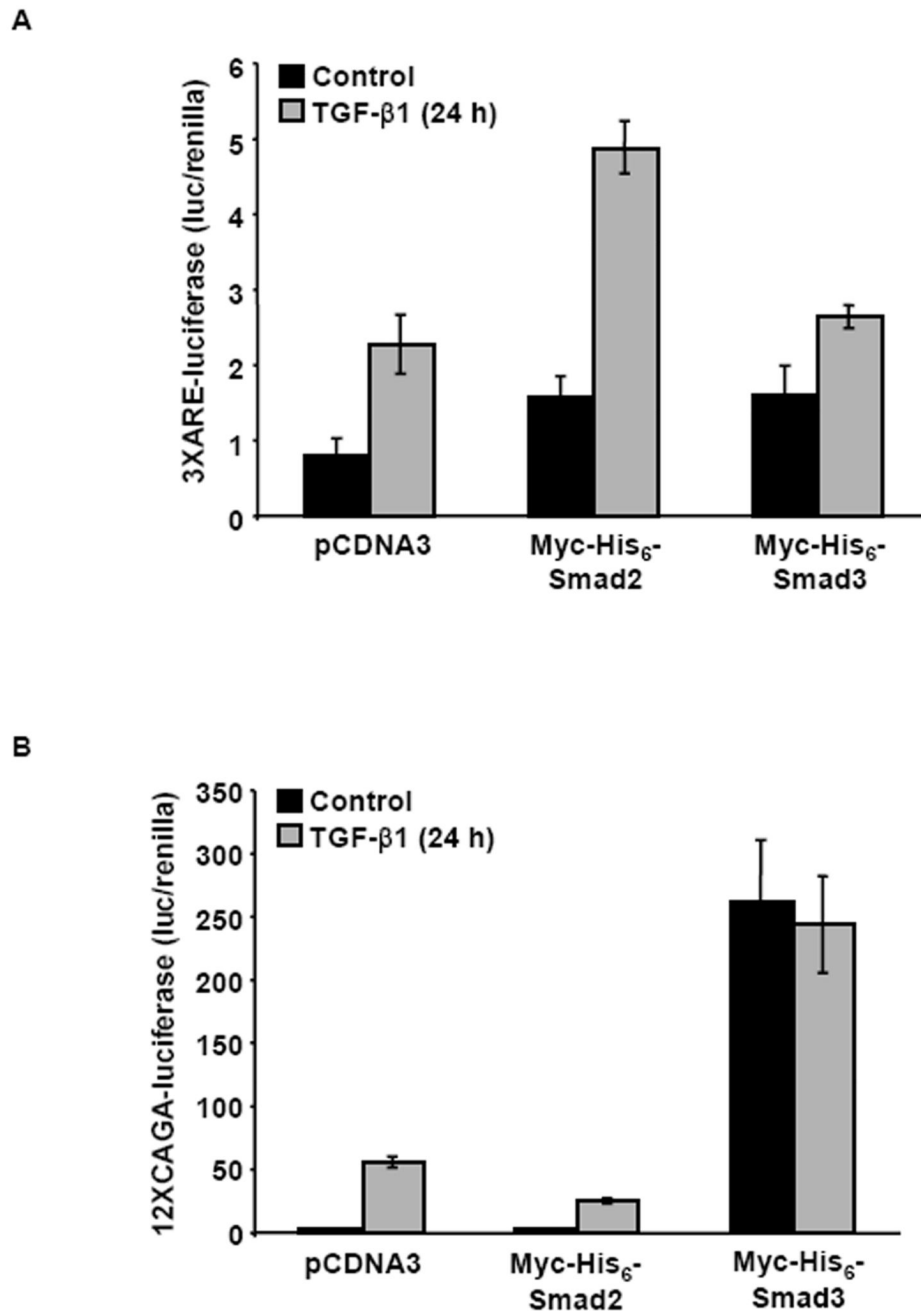 A
3XARE-luciferase (luc/renilla)
6
5
4
3
2
1
0
Control
TGF-β1 (24 h)
pCDNA3
Myc-His₆-
Smad2
Myc-His₆-
Smad3
B
12XCAGA-luciferase (luc/renilla)
350
300
250
200
150
100
50
0
Control
TGF-β1 (24 h)
pCDNA3
Myc-His₆-
Smad2
Myc-His₆-
Smad3